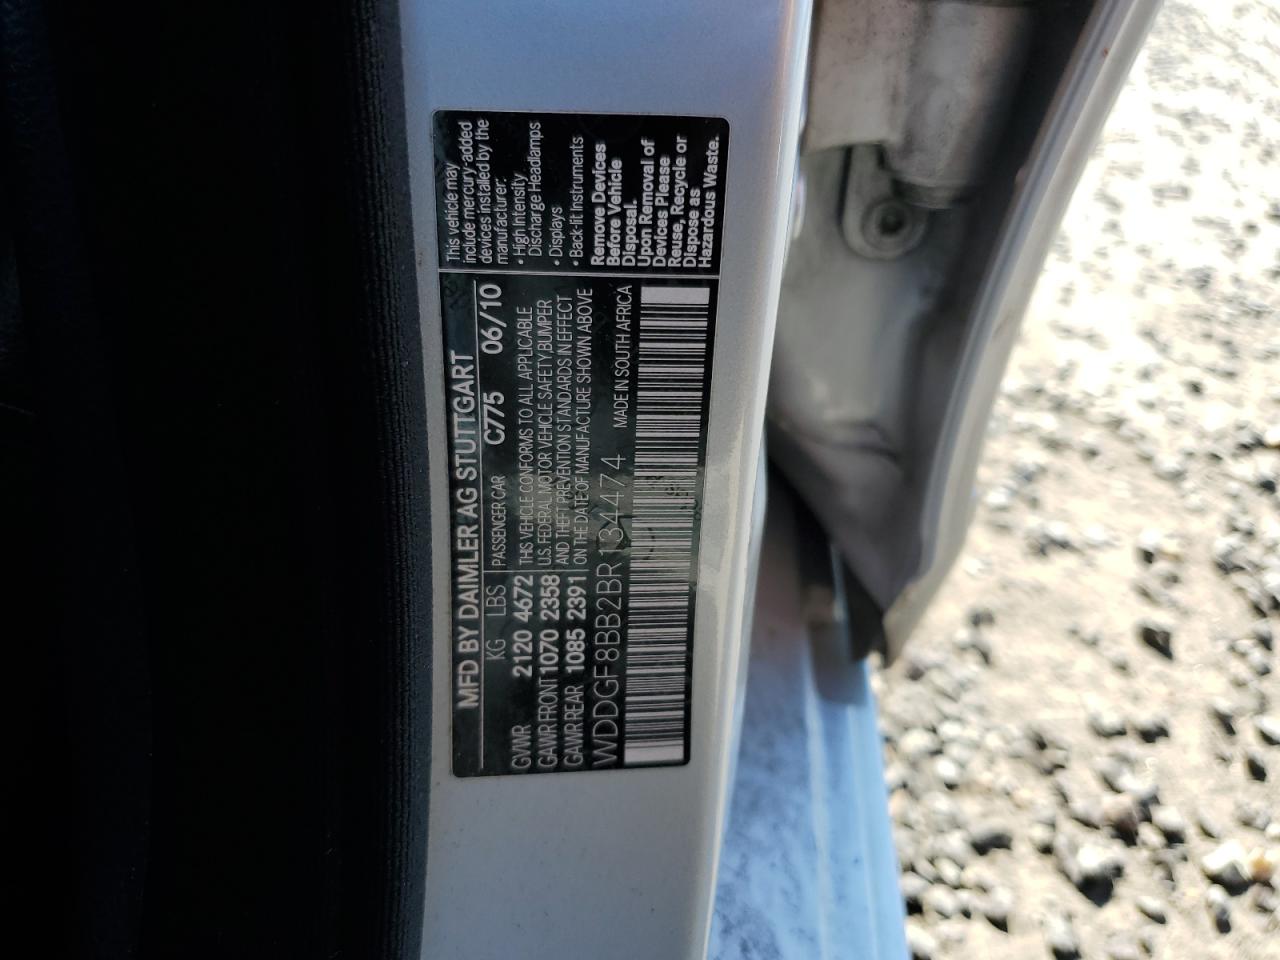 MFD BY DAIMLER AG STUTTGART
KG LBS PASSENGER CAR C775 06/10
GVWR 2120 4672
GAWR FRONT 1070 2358
GAWR REAR 1085 2391
THIS VEHICLE CONFORMS TO ALL APPLICABLE
U.S. FEDERAL MOTOR VEHICLE SAFETY,BUMPER
AND THEFT PREVENTION STANDARDS IN EFFECT
ON THE DATE OF MANUFACTURE SHOWN ABOVE
WDDGF8BB2BR134474 MADE IN SOUTH AFRICA
This vehicle may
include mercury-added
devices installed by the
manufacturer:
• High Intensity
Discharge Headlamps
• Displays
• Back-lit Instruments
Remove Devices
Before Vehicle
Disposal.
Upon Removal of
Devices Please
Reuse, Recycle or
Dispose as
Hazardous Waste.